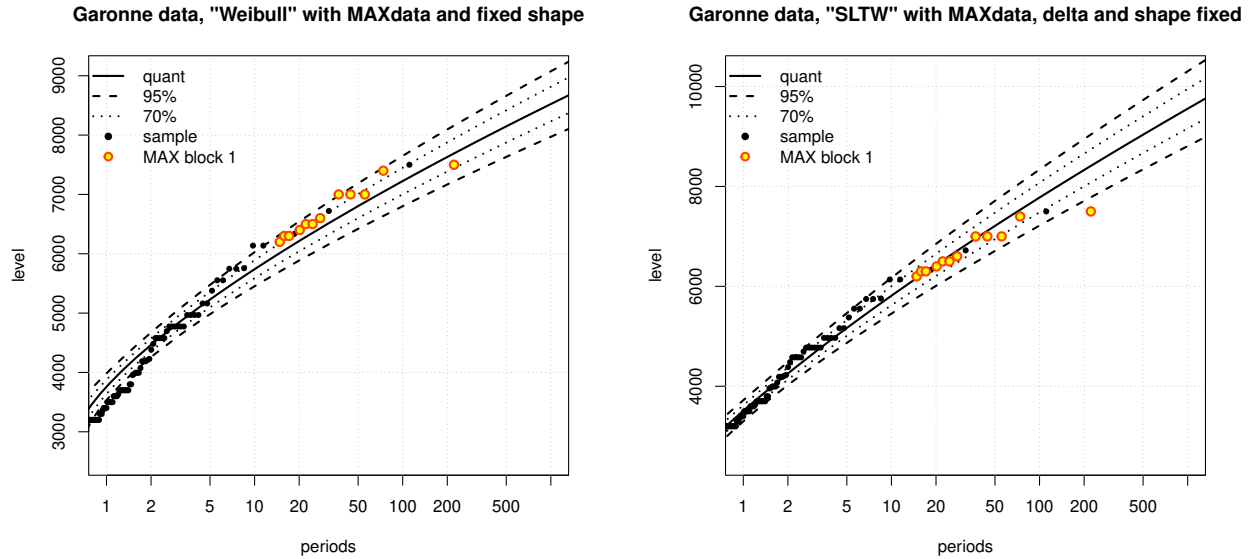 Garonne data, "Weibull" with MAXdata and fixed shape
quant
95%
70%
sample
MAX block 1
level
3000
4000
5000
6000
7000
8000
9000
1 2 5 10 20 50 100 200 500
periods
Garonne data, "SLTW" with MAXdata, delta and shape fixed
quant
95%
70%
sample
MAX block 1
level
4000
6000
8000
10000
1 2 5 10 20 50 100 200 500
periods